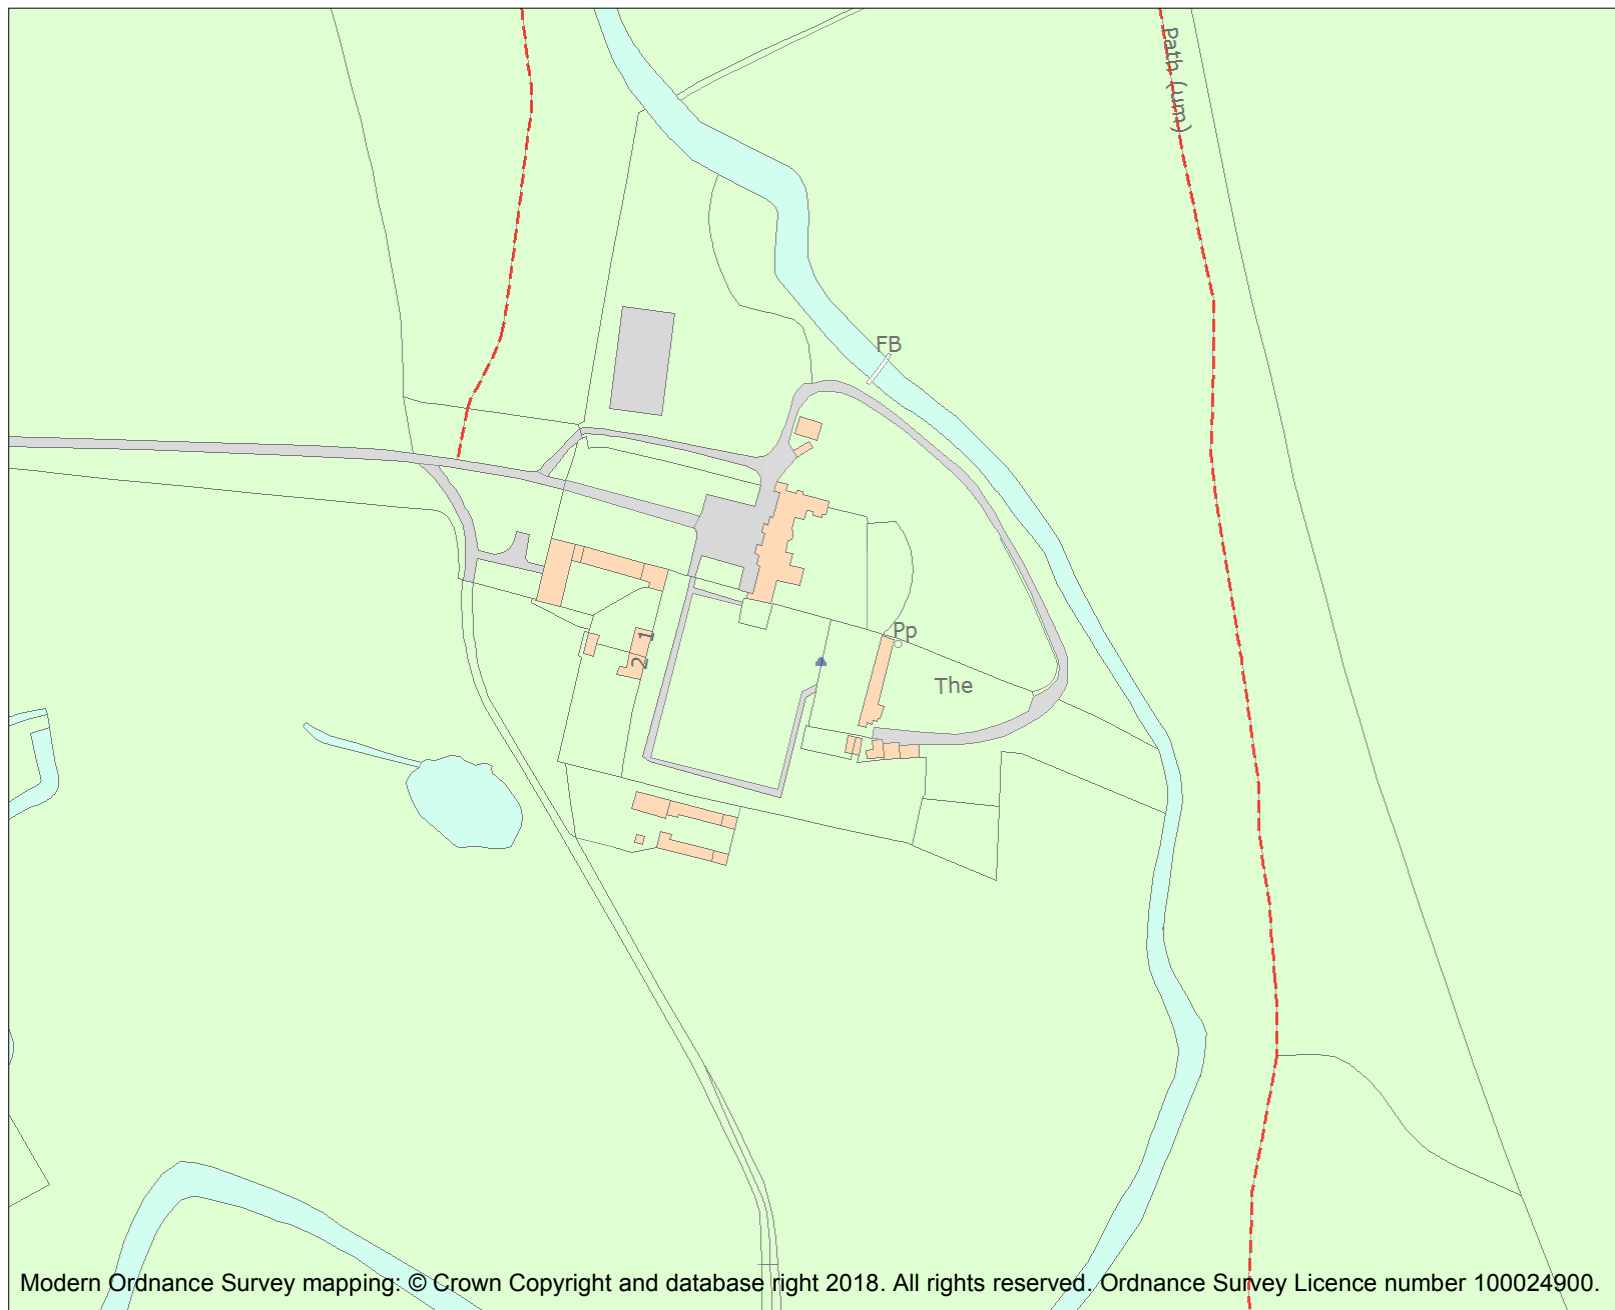 Path (um)
FB
1
2
Pp
The
Modern Ordnance Survey mapping: © Crown Copyright and database right 2018. All rights reserved. Ordnance Survey Licence number 100024900.